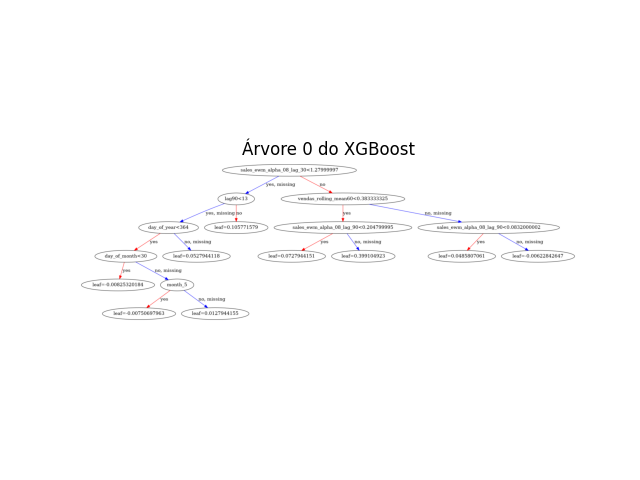 Árvore 0 do XGBoost
sales_ewm_alpha_08_lag_30<1.27999997
yes, missing
no
lag90<13
vendas_rolling_mean60<0.383333325
yes, missing
no
yes
no, missing
day_of_year<364
leaf=0.105771579
sales_ewm_alpha_08_lag_90<0.204799995
sales_ewm_alpha_08_lag_90<0.0832000002
yes
no, missing
yes
no, missing
yes
no, missing
day_of_month<30
leaf=0.0527944118
leaf=0.0727944151
leaf=0.399104923
leaf=0.0485807061
leaf=-0.00622842647
yes
no, missing
leaf=-0.00825320184
month_5
yes
no, missing
leaf=-0.00750697963
leaf=0.0127944155